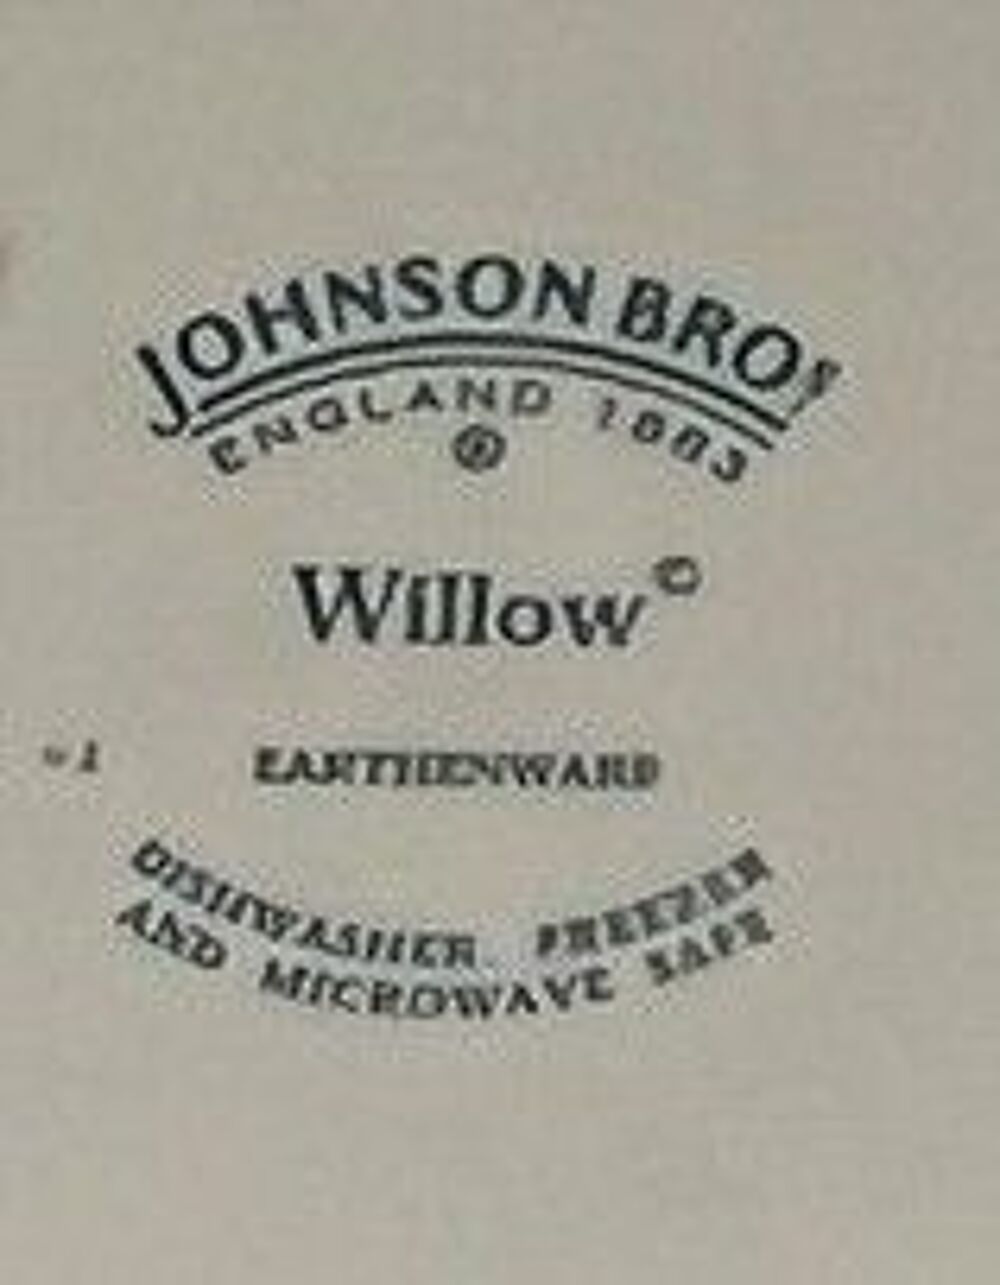 JOHNSON BROS
ENGLAND 1883
®
Willow©
EARTHENWARE
DISHWASHER, FREEZER
AND MICROWAVE SAFE